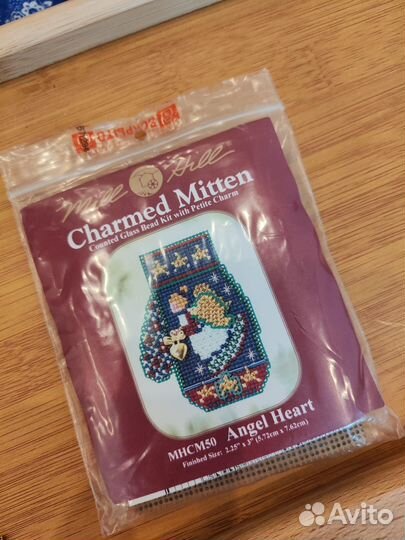 Mill Hill
Charmed Mitten
Counted Glass Bead Kit with Petite Charm
MHCM50 Angel Heart
Finished Size: 2.25" x 3" (5.72cm x 7.62cm)
Avito